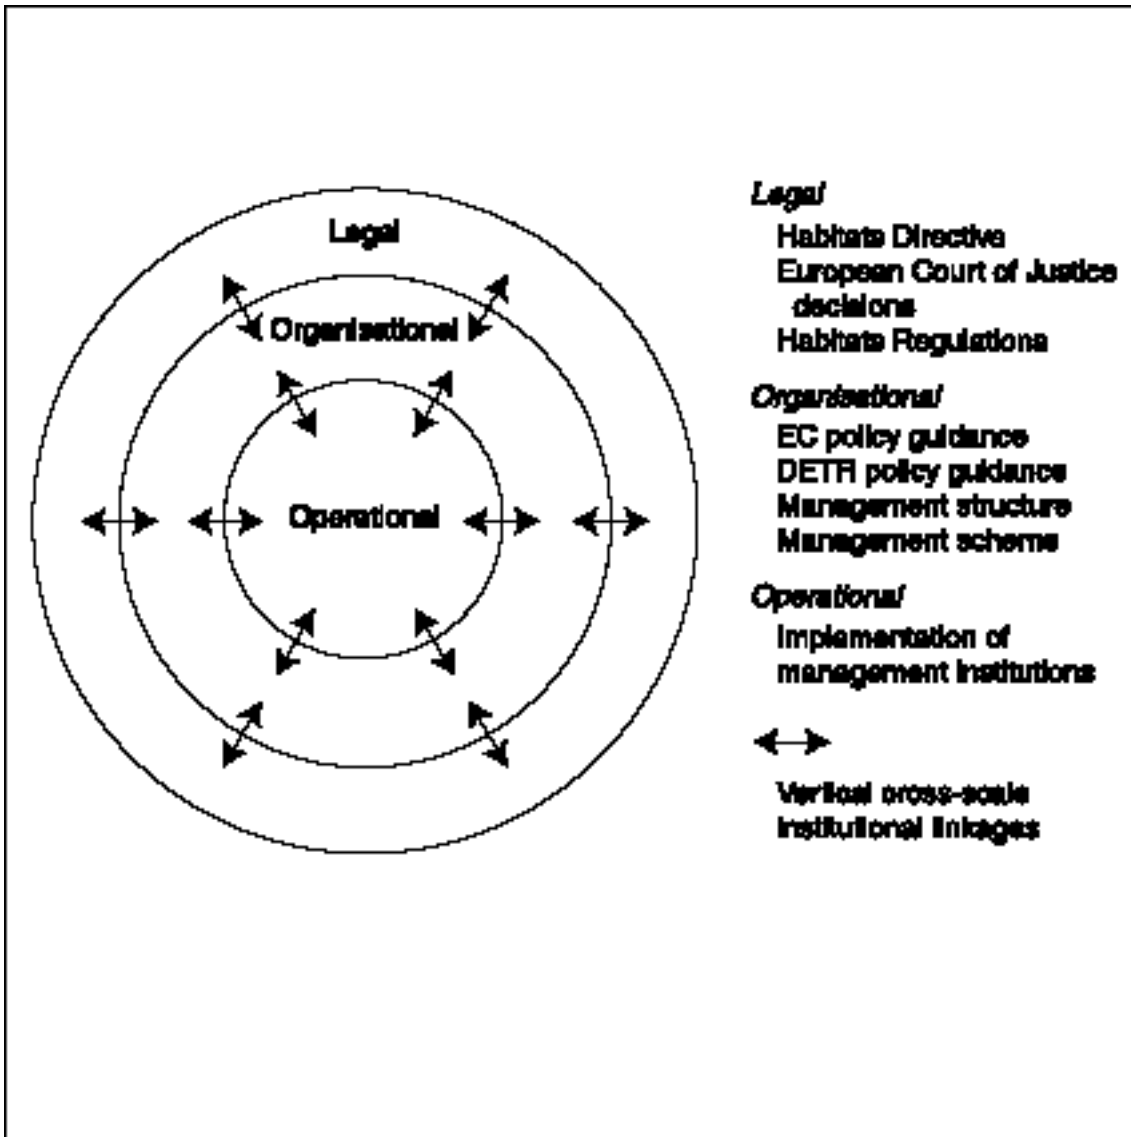 Legal
Organisational
Operational
Legal
Habitats Directive
European Court of Justice
decisions
Habitats Regulations
Organisational
EC policy guidance
DETR policy guidance
Management structure
Management scheme
Operational
Implementation of
management institutions
Vertical cross-scale
institutional linkages